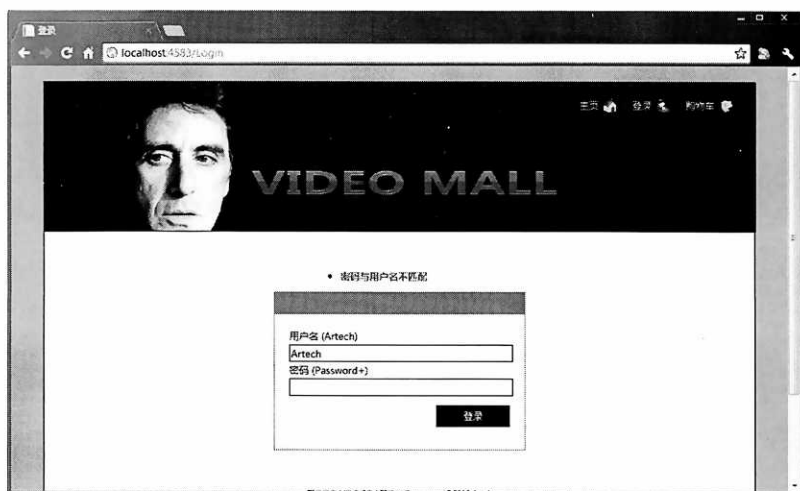 登录
localhost:4583/Login
主页 登录 购物车
VIDEO MALL
• 密码与用户名不匹配
用户名 (Artech)
Artech
密码 (Password+)
登录